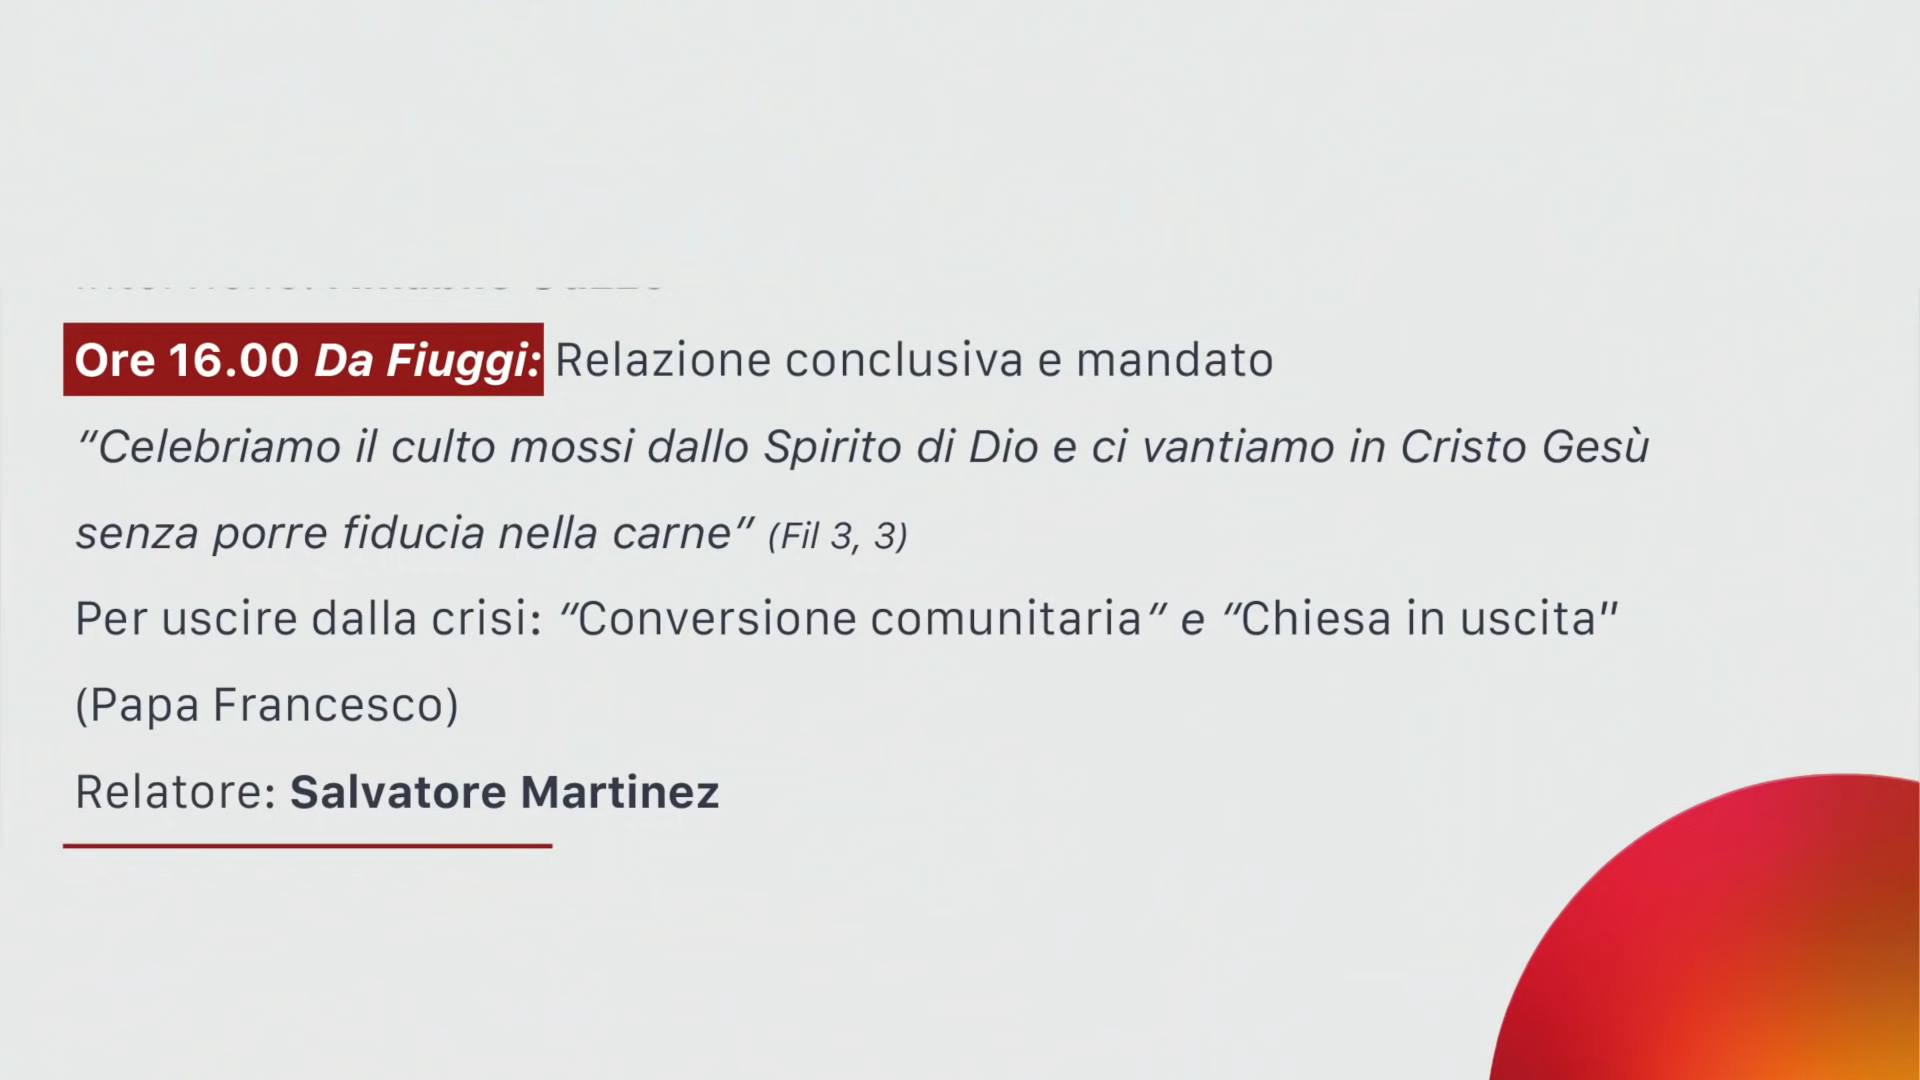 Ore 16.00 Da Fiuggi: Relazione conclusiva e mandato
“Celebriamo il culto mossi dallo Spirito di Dio e ci vantiamo in Cristo Gesù
senza porre fiducia nella carne” (Fil 3, 3)
Per uscire dalla crisi: “Conversione comunitaria” e “Chiesa in uscita”
(Papa Francesco)
Relatore: Salvatore Martinez